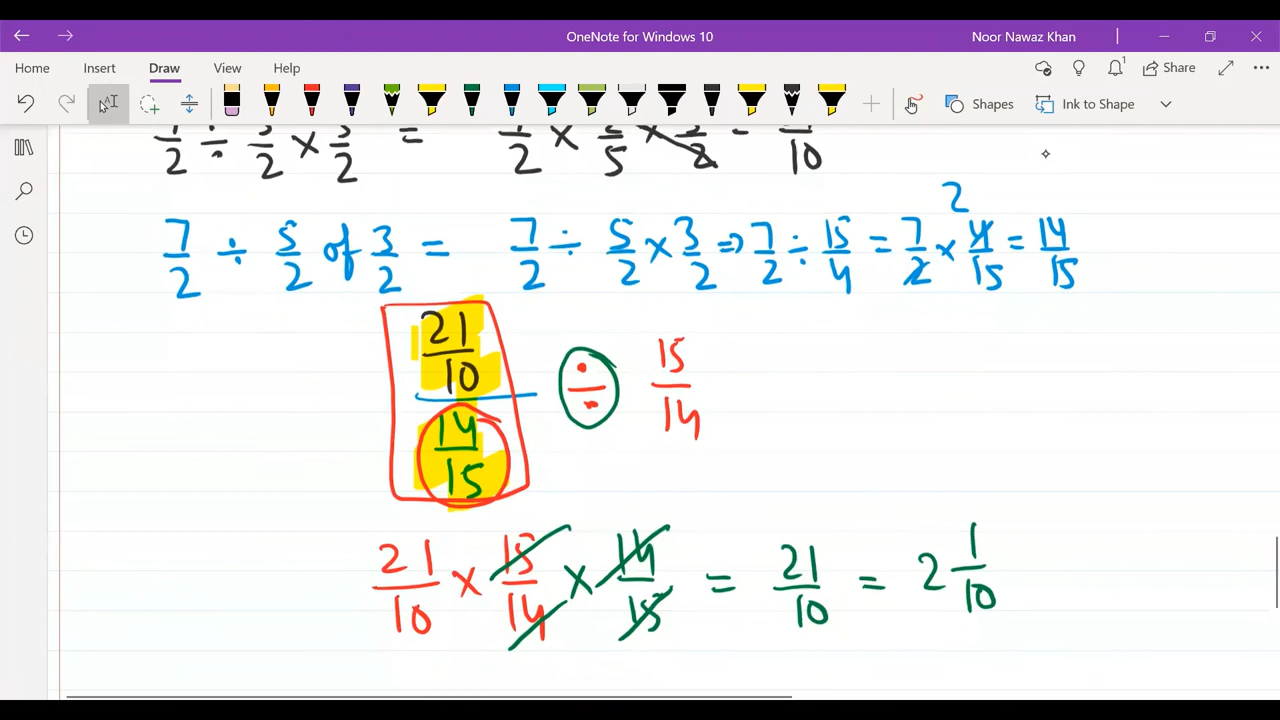 OneNote for Windows 10
Noor Nawaz Khan
Home Insert Draw View Help
Share
Shapes
Ink to Shape
7/2 ÷ 5/2 of 3/2 = 7/2 ÷ 5/2 × 3/2 ⇒ 7/2 ÷ 15/4 = 7/2 × 4/15 = 14/15
2
21/10
14/15
÷ 15/14
21/10 × 15/14 × 14/15 = 21/10 = 2 1/10